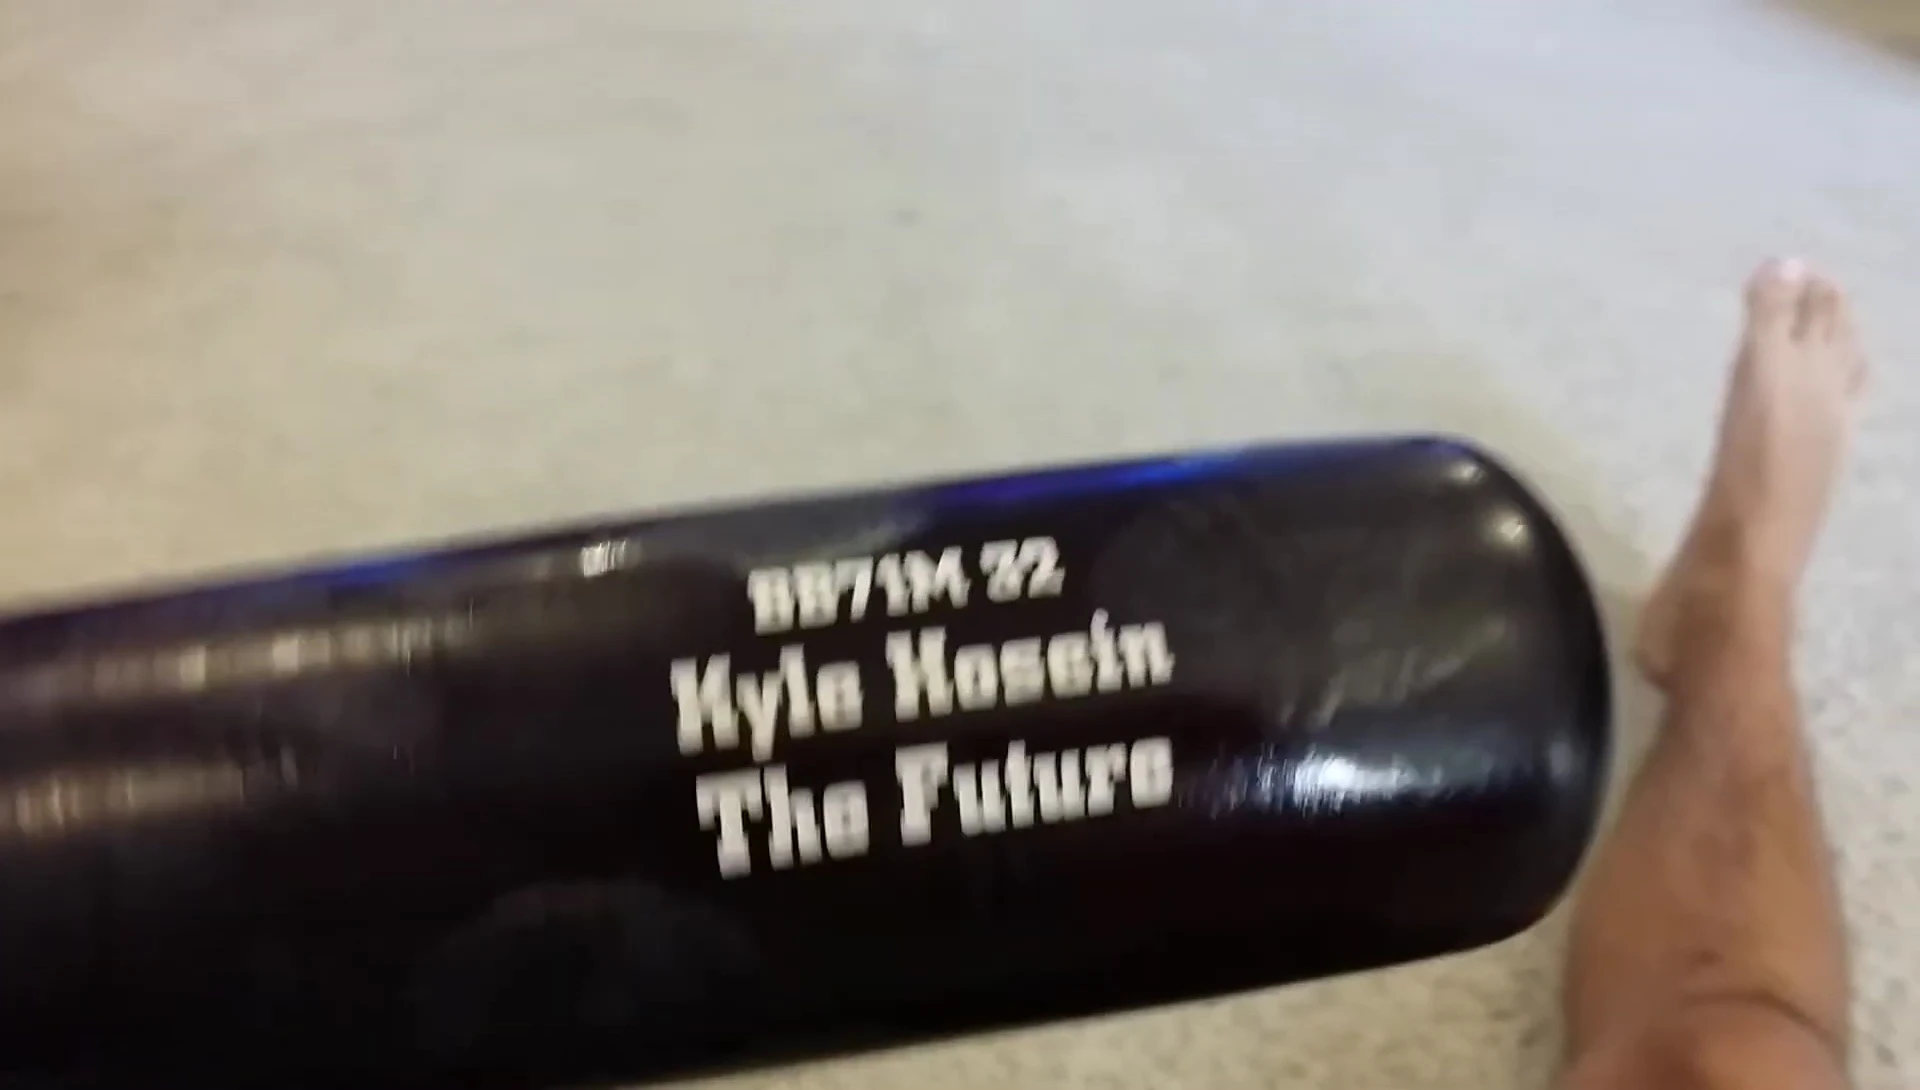 BB71M 32
Kyle Hosein
The Future